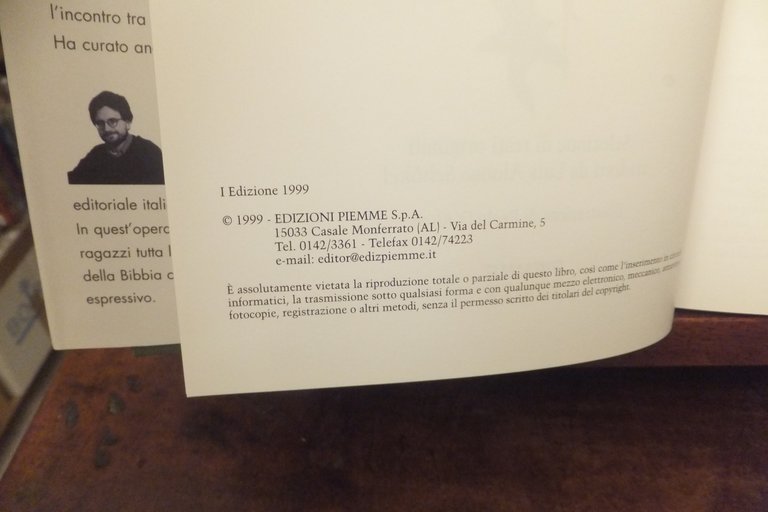 l'incontro tra
Ha curato an
editoriale itali
In quest'opera
ragazzi tutta l
della Bibbia c
espressivo.
I Edizione 1999
© 1999 - EDIZIONI PIEMME S.p.A.
15033 Casale Monferrato (AL) - Via del Carmine, 5
Tel. 0142/3361 - Telefax 0142/74223
e-mail: editor@edizpiemme.it
È assolutamente vietata la riproduzione totale o parziale di questo libro, così come l'inserimento in
informatici, la trasmissione sotto qualsiasi forma e con qualunque mezzo elettronico, meccanico,
fotocopie, registrazione o altri metodi, senza il permesso scritto dei titolari del copyright.